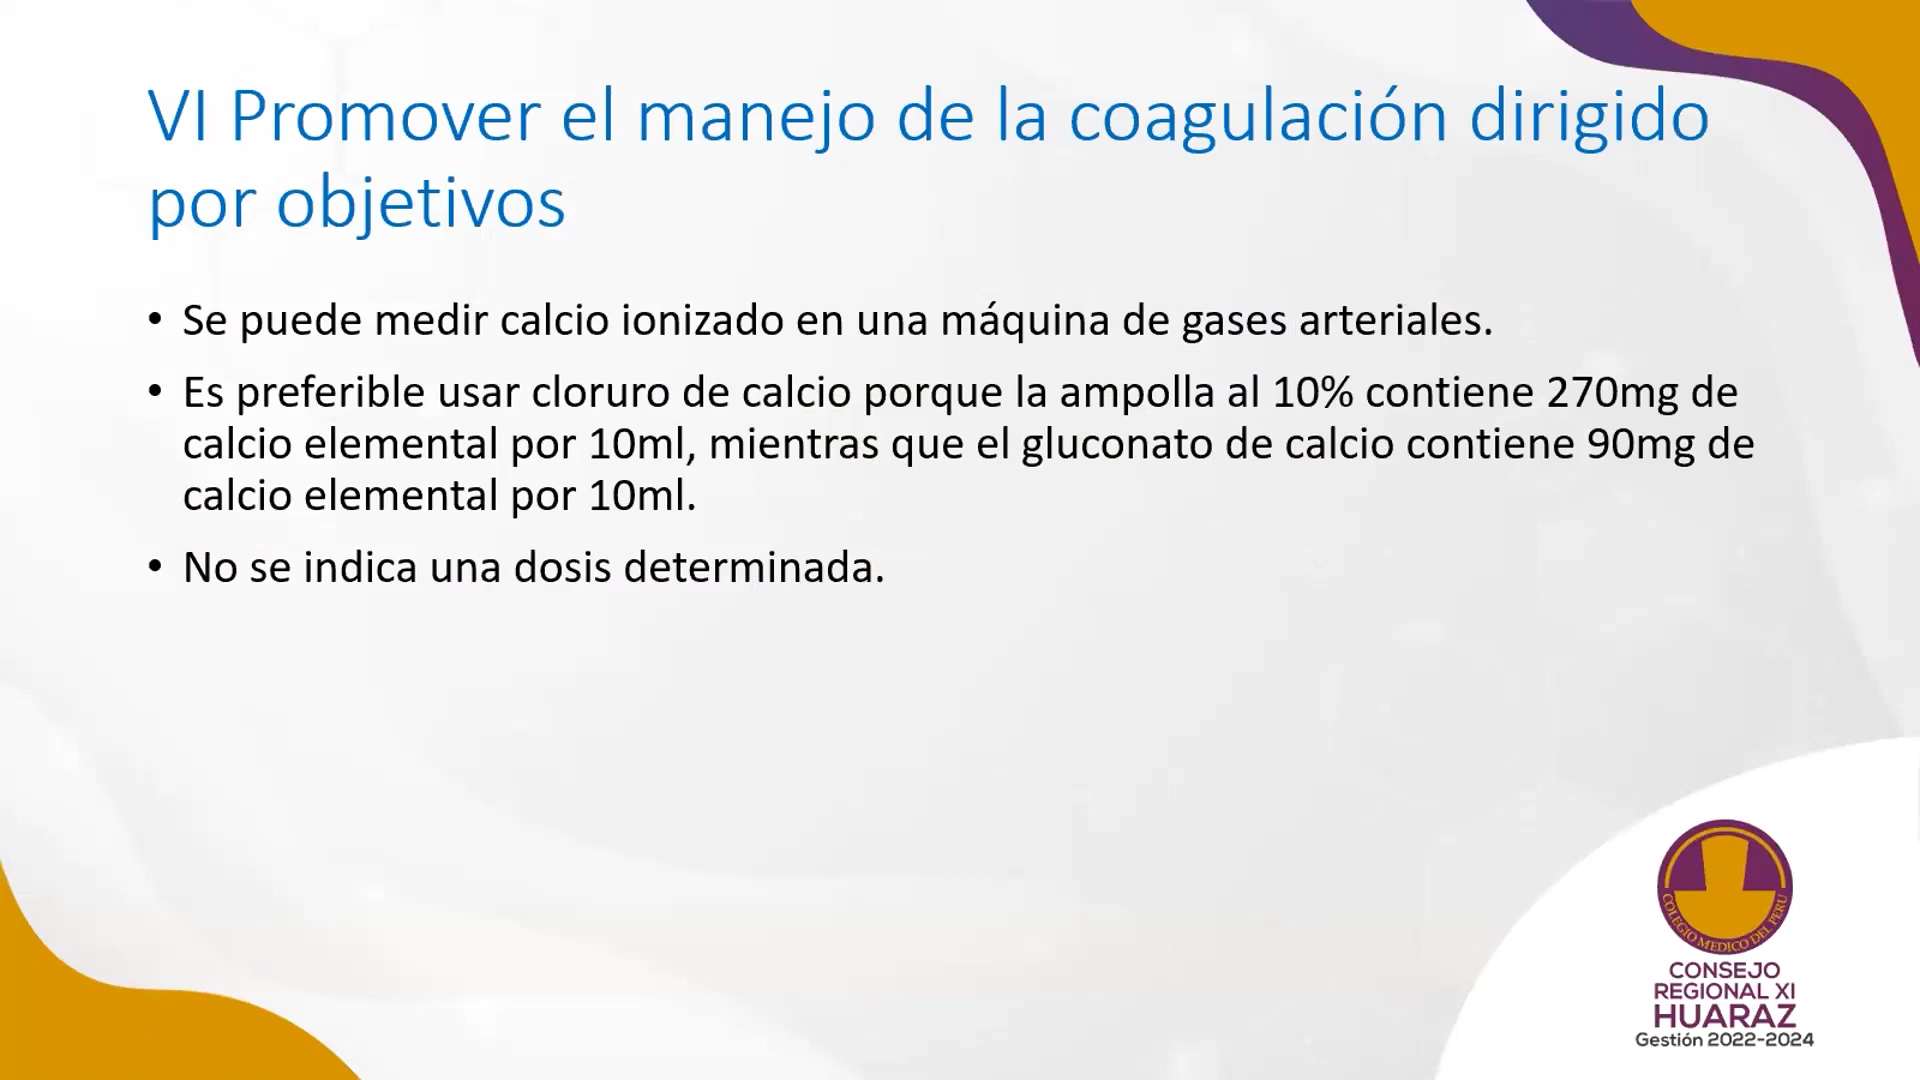 VI Promover el manejo de la coagulación dirigido
por objetivos
• Se puede medir calcio ionizado en una máquina de gases arteriales.
• Es preferible usar cloruro de calcio porque la ampolla al 10% contiene 270mg de
calcio elemental por 10ml, mientras que el gluconato de calcio contiene 90mg de
calcio elemental por 10ml.
• No se indica una dosis determinada.
COLEGIO MEDICO DEL PERU
CONSEJO
REGIONAL XI
HUARAZ
Gestión 2022-2024